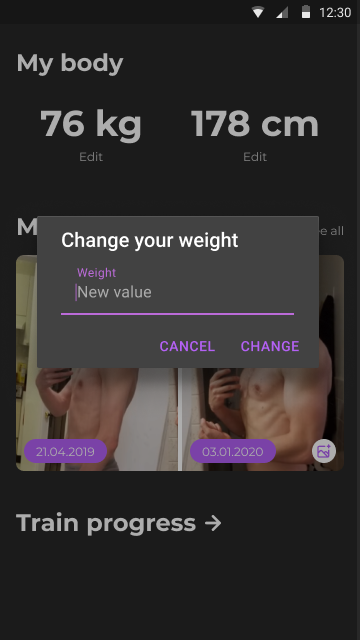 12:30
My body
76 kg
178 cm
Edit
Edit
Change your weight
Weight
New value
CANCEL
CHANGE
all
21.04.2019
03.01.2020
Train progress →